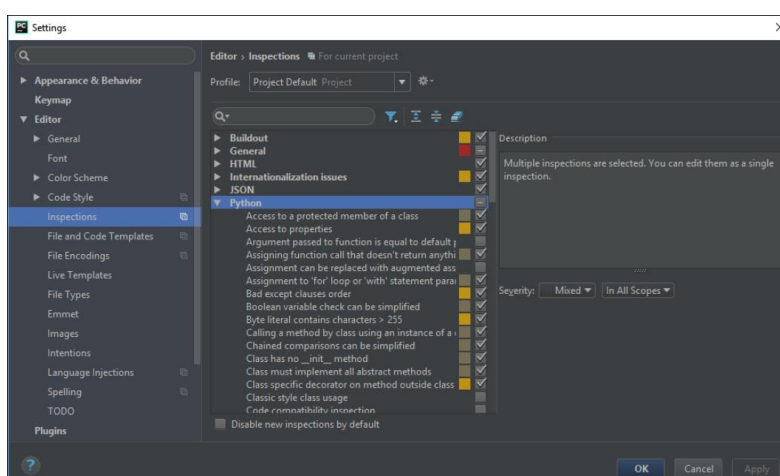 PC Settings
Appearance & Behavior
Keymap
Editor
General
Font
Color Scheme
Code Style
Inspections
File and Code Templates
File Encodings
Live Templates
File Types
Emmet
Images
Intentions
Language Injections
Spelling
TODO
Plugins
Editor › Inspections For current project
Profile: Project Default Project
Buildout
General
HTML
Internationalization issues
JSON
Python
Access to a protected member of a class
Access to properties
Argument passed to function is equal to default
Assigning function call that doesn't return anythi
Assignment can be replaced with augmented ass
Assignment to 'for' loop or 'with' statement para
Bad except clauses order
Boolean variable check can be simplified
Byte literal contains characters > 255
Calling a method by class using an instance of a
Chained comparisons can be simplified
Class has no __init__ method
Class must implement all abstract methods
Class specific decorator on method outside class
Classic style class usage
Code compatibility inspection
Disable new inspections by default
Description
Multiple inspections are selected. You can edit them as a single
inspection.
Severity: Mixed In All Scopes
?
OK Cancel Apply